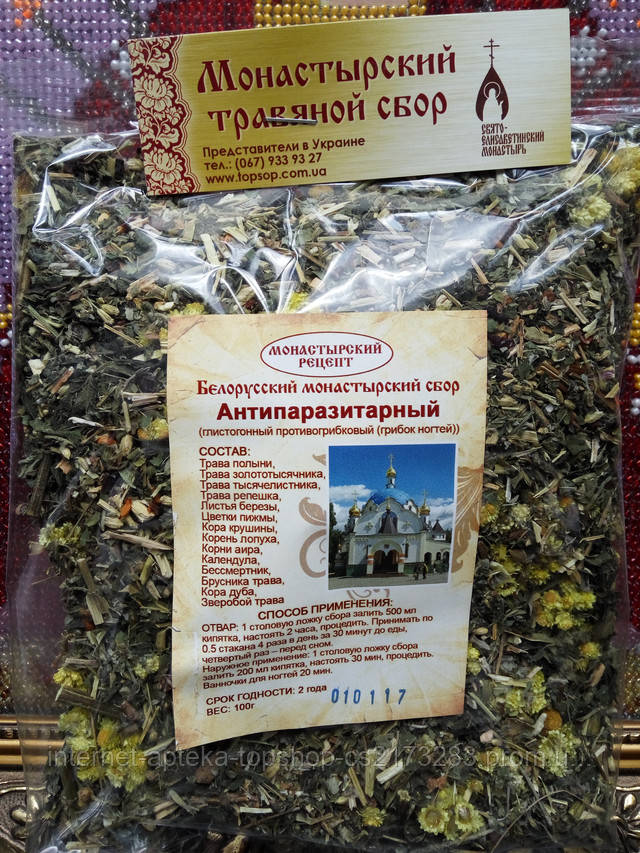 Монастырский
травяной сбор
Представители в Украине
тел.: (067) 933 93 27
www.topsop.com.ua
СВЯТО-
ЕЛИСАВЕТИНСКИЙ
МОНАСТЫРЬ
МОНАСТЫРСКИЙ
РЕЦЕПТ
Белорусский монастырский сбор
Антипаразитарный
(глистогонный противогрибковый (грибок ногтей))
СОСТАВ:
Трава полыни,
Трава золототысячника,
Трава тысячелистника,
Трава репешка,
Листья березы,
Цветки пижмы,
Кора крушины,
Корень лопуха,
Корни аира,
Календула,
Бессмертник,
Брусника трава,
Кора дуба,
Зверобой трава
СПОСОБ ПРИМЕНЕНИЯ:
ОТВАР: 1 столовую ложку сбора залить 500 мл
кипятка, настоять 2 часа, процедить. Принимать по
0.5 стакана 4 раза в день за 30 минут до еды,
четвертый раз – перед сном.
Наружное применение: 1 столовую ложку сбора
залить 200 мл кипятка, настоять 30 мин, процедить.
Ванночки для ногтей 20 мин.
СРОК ГОДНОСТИ: 2 года 010117
ВЕС: 100г
internet-apteka-topshop-cs2173288.prom.u